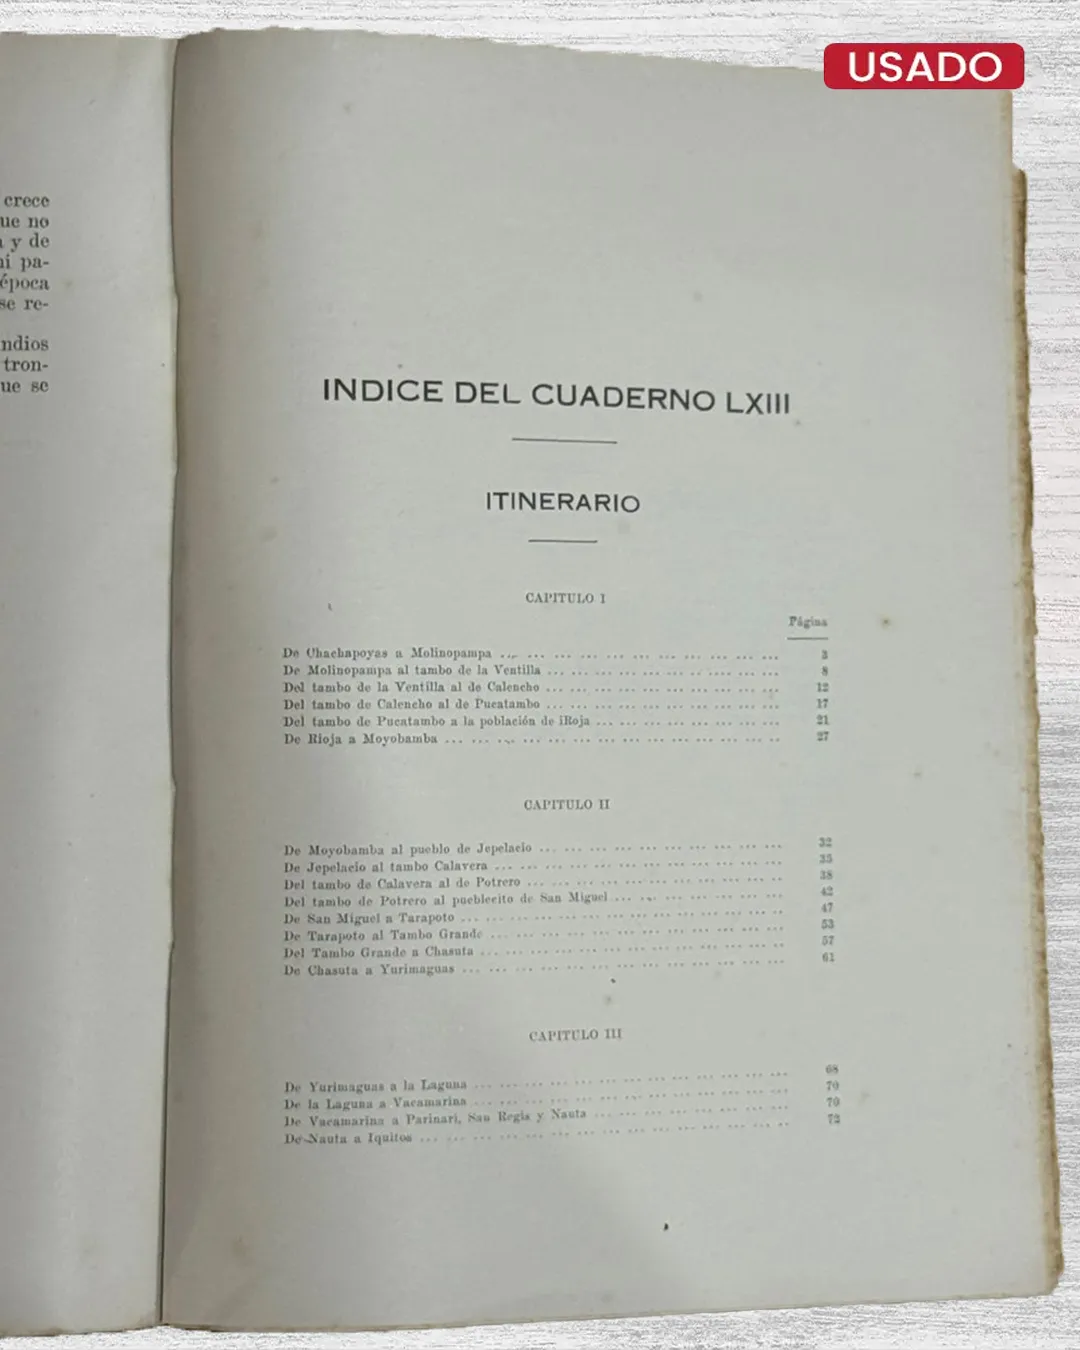 USADO
crece
ue no
a y de
ni pa-
época
se re-
ndios
tron-
ue se
INDICE DEL CUADERNO LXIII
ITINERARIO
CAPITULO I
Página
De Chachapoyas a Molinopampa ... ... ... ... ... ... ... ... ... ... ... 3
De Molinopampa al tambo de la Ventilla ... ... ... ... ... .. .... ... ... 8
Del tambo de la Ventilla al de Calencho ... ... ... ... ... ... ... ... ... 12
Del tambo de Calencho al de Pucatambo ... ... ... ... ... ... ... ... ... 17
Del tambo de Pucatambo a la población de iRoja ... ... ... ... ... ... ... 21
De Rioja a Moyobamba ... ... ... ... ... ... ... ... ... ... ... ... ... 27
CAPITULO II
De Moyobamba al pueblo de Jepelacio ... ... ... ... ... ... ... ... ... ... 32
De Jepelacio al tambo Calavera ... ... ... ... ... ... ... ... ... ... ... 35
Del tambo de Calavera al de Potrero ... ... ... ... ... ... ... ... ... ... 38
Del tambo de Potrero al pueblecito de San Miguel ... ... ... ... ... ... ... 42
De San Miguel a Tarapoto ... ... ... ... ... ... ... ... ... ... ... ... .. 47
De Tarapoto al Tambo Grande ... ... ... ... ... ... ... ... ... ... ... 53
Del Tambo Grande a Chasuta ... ... ... ... ... ... ... ... ... ... ... .. 57
De Chasuta a Yurimaguas ... ... ... ... ... ... ... ... ... ... ... ... ... 61
CAPITULO III
De Yurimaguas a la Laguna ... ... ... ... ... ... ... ... ... ... ... ... 68
De la Laguna a Vacamarina ... ... ... ... ... ... ... ... ... ... ... ... 70
De Vacamarina a Parinari, San Regis y Nauta ... ... ... ... ... ... ... ... 70
De Nauta a Iquitos ... ... ... ... ... ... ... ... ... ... ... ... ... .. 72